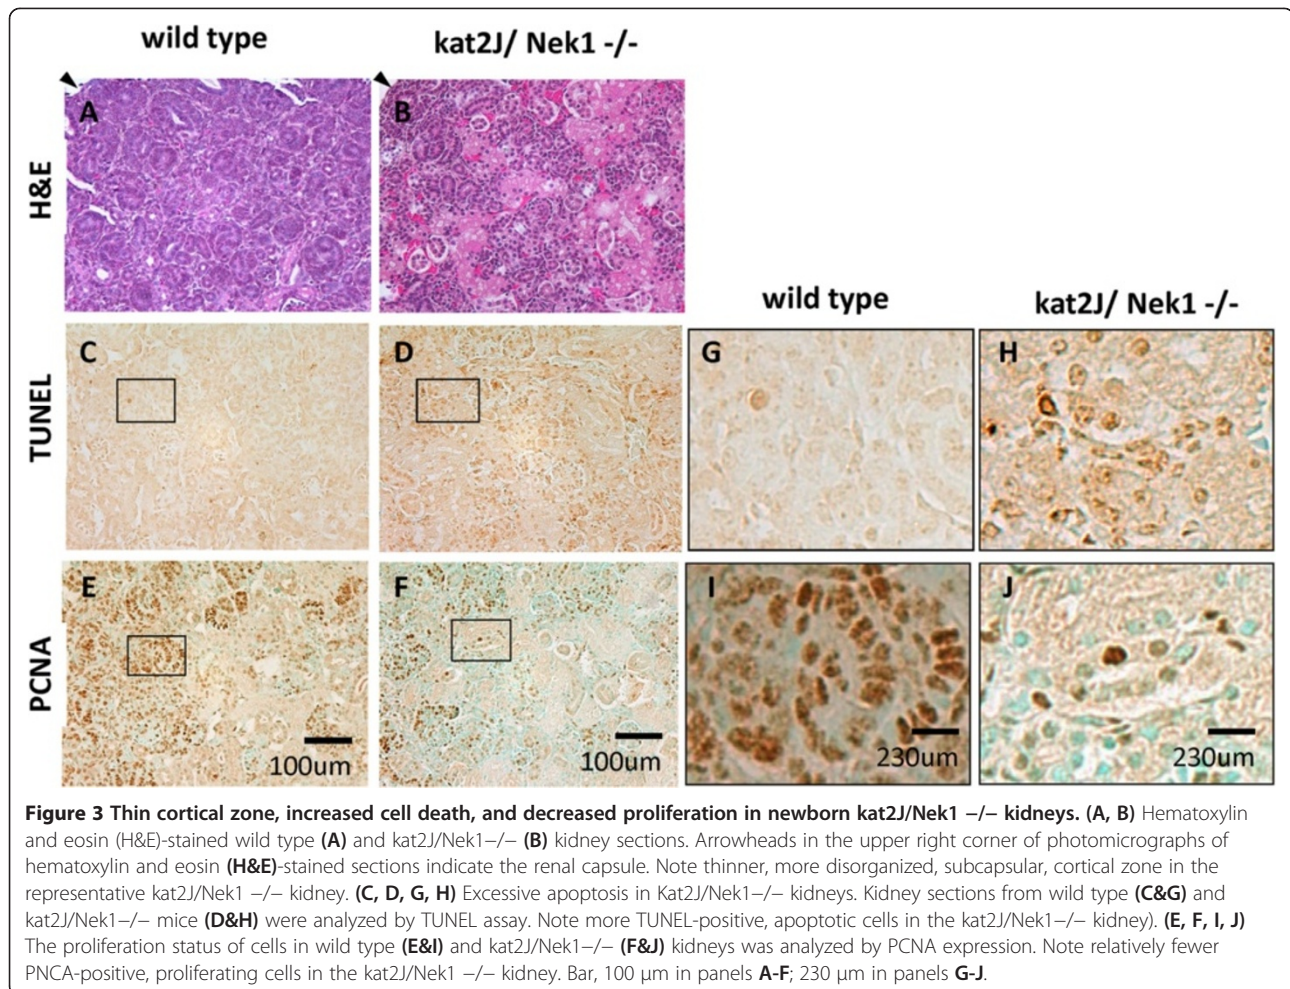 wild type
kat2J/ Nek1 -/-
H&E
A
B
wild type
kat2J/ Nek1 -/-
TUNEL
C
D
G
H
PCNA
E
F
I
J
100um
100um
230um
230um
Figure 3 Thin cortical zone, increased cell death, and decreased proliferation in newborn kat2J/Nek1 −/− kidneys. (A, B) Hematoxylin
and eosin (H&E)-stained wild type (A) and kat2J/Nek1−/− (B) kidney sections. Arrowheads in the upper right corner of photomicrographs of
hematoxylin and eosin (H&E)-stained sections indicate the renal capsule. Note thinner, more disorganized, subcapsular, cortical zone in the
representative kat2J/Nek1 −/− kidney. (C, D, G, H) Excessive apoptosis in Kat2J/Nek1−/− kidneys. Kidney sections from wild type (C&G) and
kat2J/Nek1−/− mice (D&H) were analyzed by TUNEL assay. Note more TUNEL-positive, apoptotic cells in the kat2J/Nek1−/− kidney). (E, F, I, J)
The proliferation status of cells in wild type (E&I) and kat2J/Nek1−/− (F&J) kidneys was analyzed by PCNA expression. Note relatively fewer
PNCA-positive, proliferating cells in the kat2J/Nek1 −/− kidney. Bar, 100 μm in panels A-F; 230 μm in panels G-J.